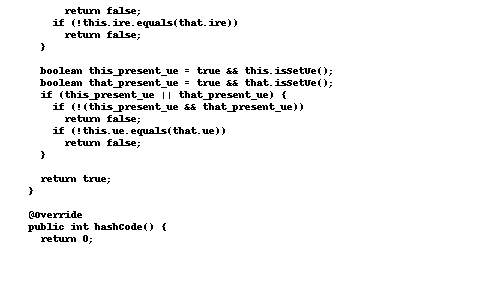 return false;
if (!this.ire.equals(that.ire))
return false;
}
boolean this_present_ue = true && this.isSetUe();
boolean that_present_ue = true && that.isSetUe();
if (this_present_ue || that_present_ue) {
if (!(this_present_ue && that_present_ue))
return false;
if (!this.ue.equals(that.ue))
return false;
}
return true;
}
@Override
public int hashCode() {
return 0;